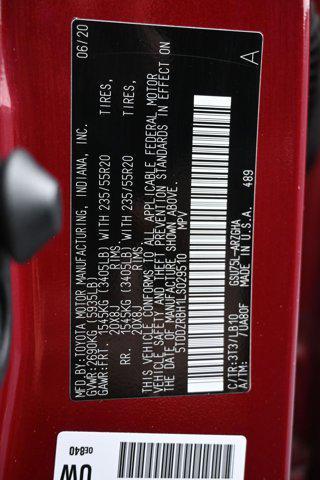 MFD. BY: TOYOTA MOTOR MANUFACTURING, INDIANA, INC. 06/20
GVWR: 2690KG (5935LB)
GAWR: FRT. 1545KG (3405LB) WITH 235/55R20 TIRES,
20X8J RIMS,
RR. 1545KG (3405LB) WITH 235/55R20 TIRES,
20X8J RIMS,
THIS VEHICLE CONFORMS TO ALL APPLICABLE FEDERAL MOTOR
VEHICLE SAFETY AND THEFT PREVENTION STANDARDS IN EFFECT ON
THE DATE OF MANUFACTURE SHOWN ABOVE.
MPV
C/TR: 3T3/LB10 GSU75L-ARZGHA
A/TM: /UA80F MADE IN U.S.A. 489
A
OE840